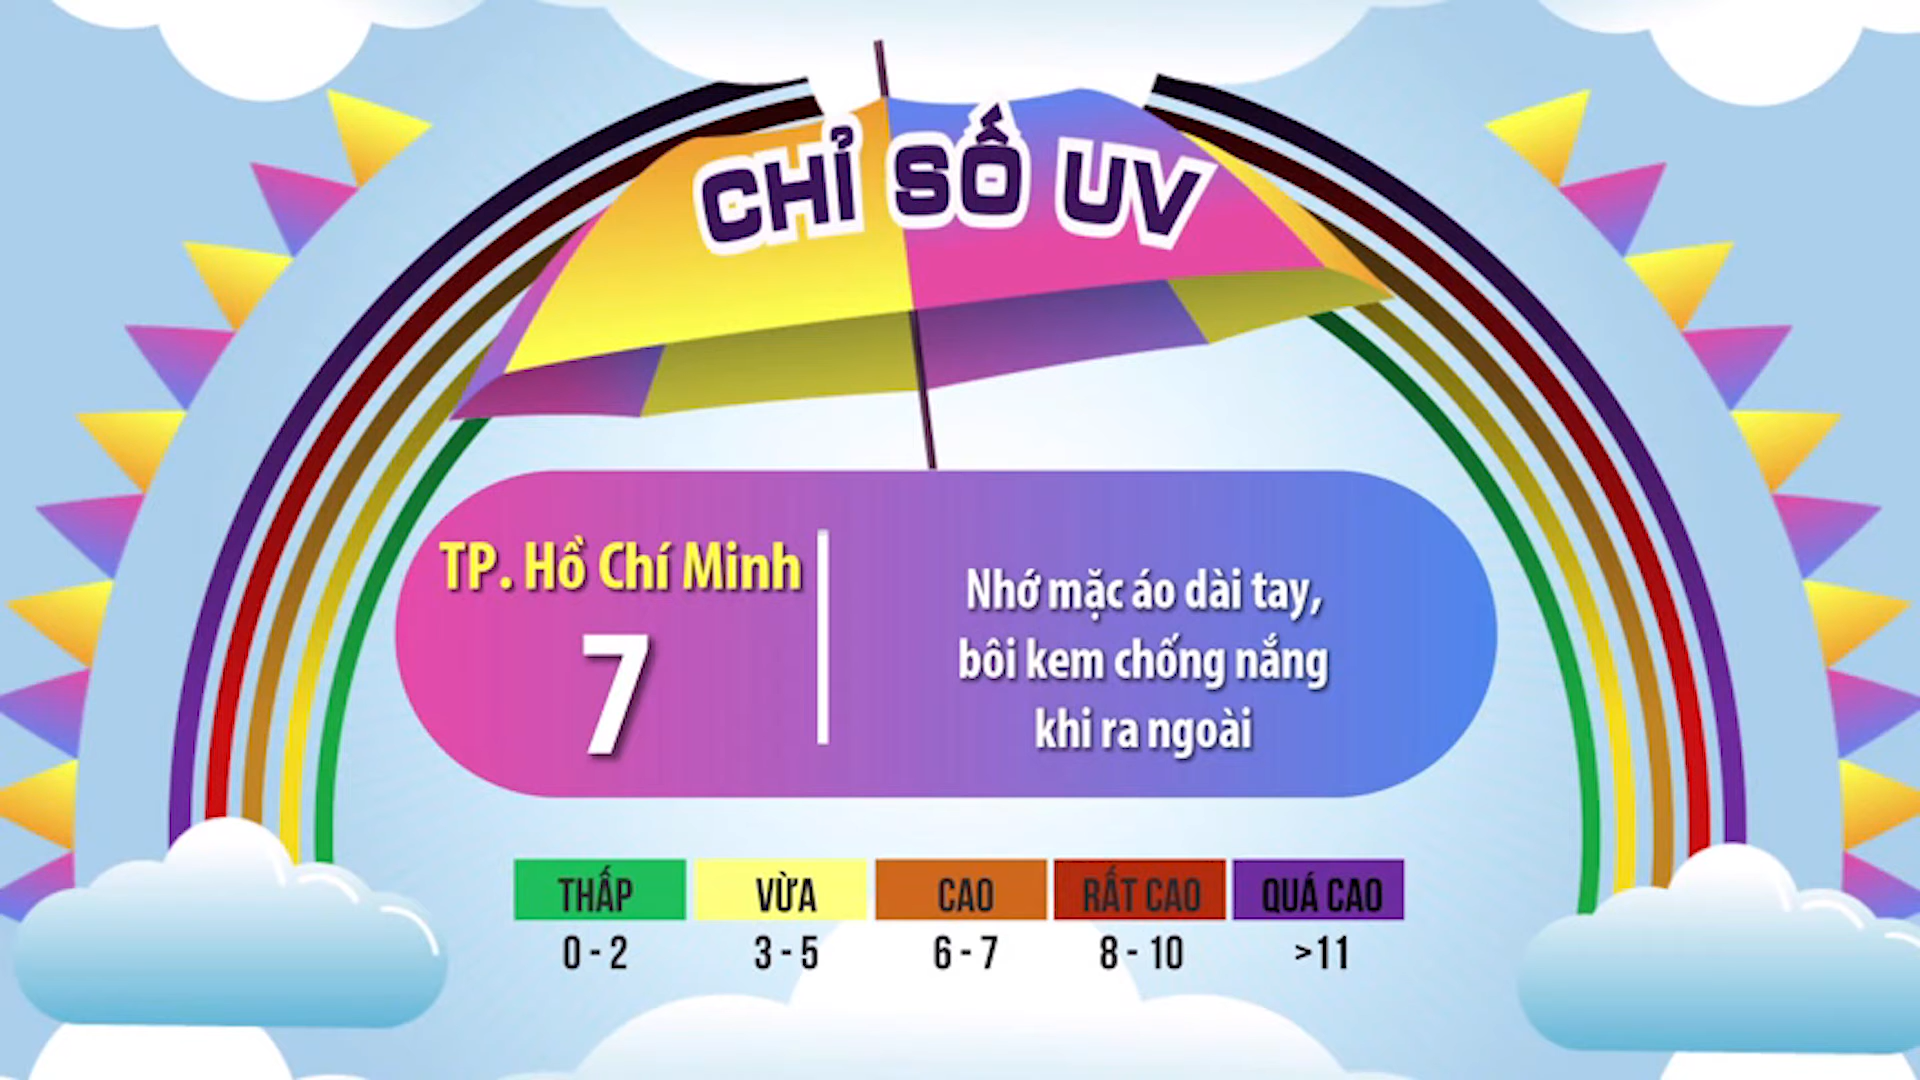 CHỈ SỐ UV
TP. Hồ Chí Minh
7
Nhớ mặc áo dài tay,
bôi kem chống nắng
khi ra ngoài
THẤP VỪA CAO RẤT CAO QUÁ CAO
0 - 2 3 - 5 6 - 7 8 - 10 >11